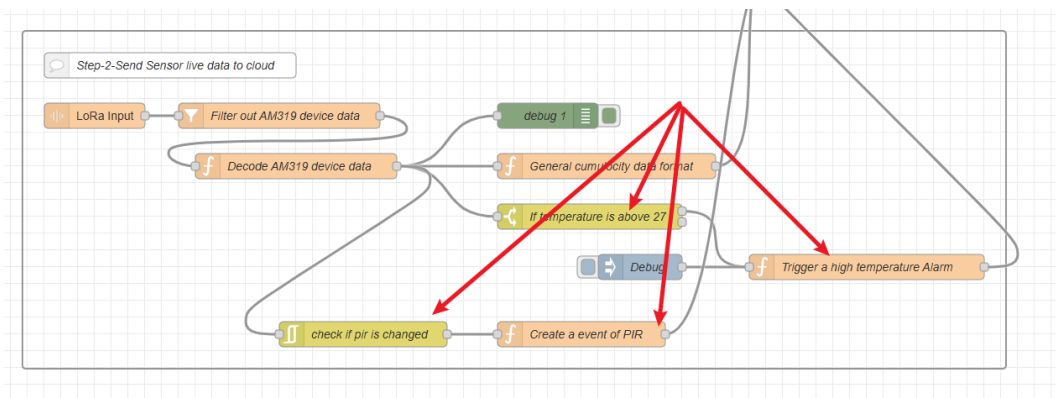 Step-2-Send Sensor live data to cloud
LoRa Input
Filter out AM319 device data
debug 1
Decode AM319 device data
General cumulocity data format
If temperature is above 27
Debug
Trigger a high temperature Alarm
check if pir is changed
Create a event of PIR